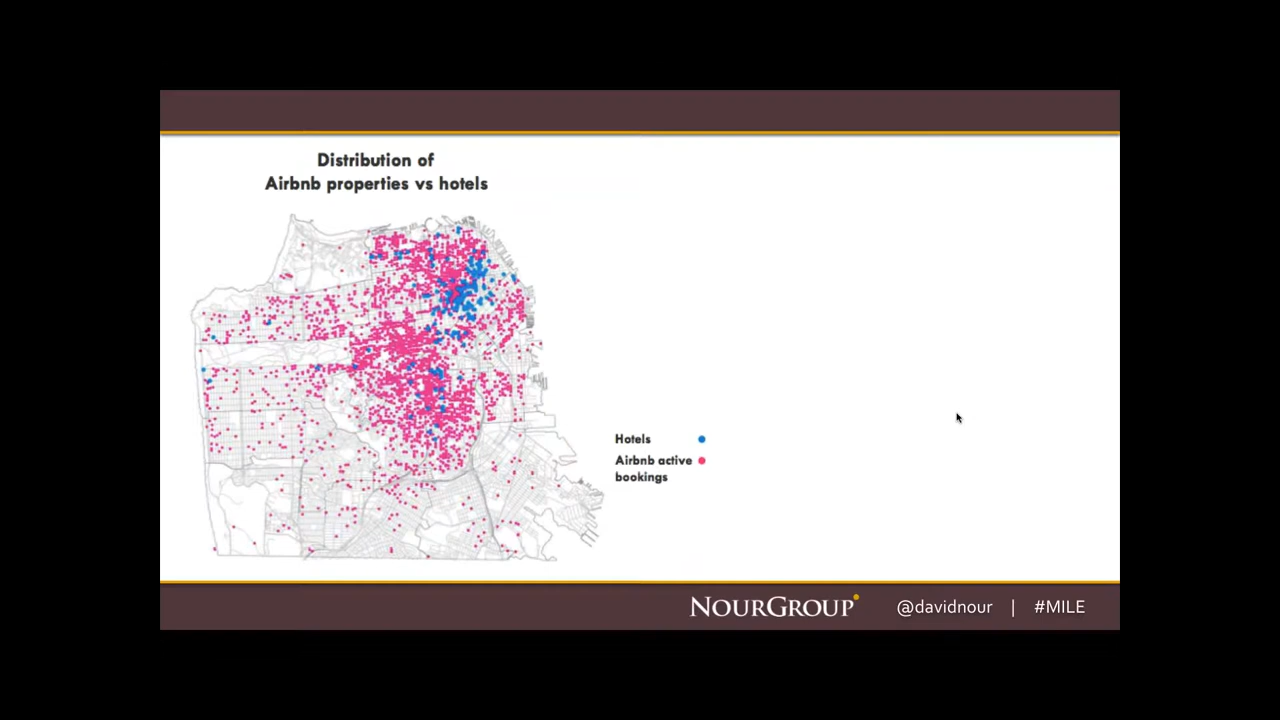 Distribution of
Airbnb properties vs hotels
Hotels
Airbnb active
bookings
NOURGROUP
@davidnour | #MILE